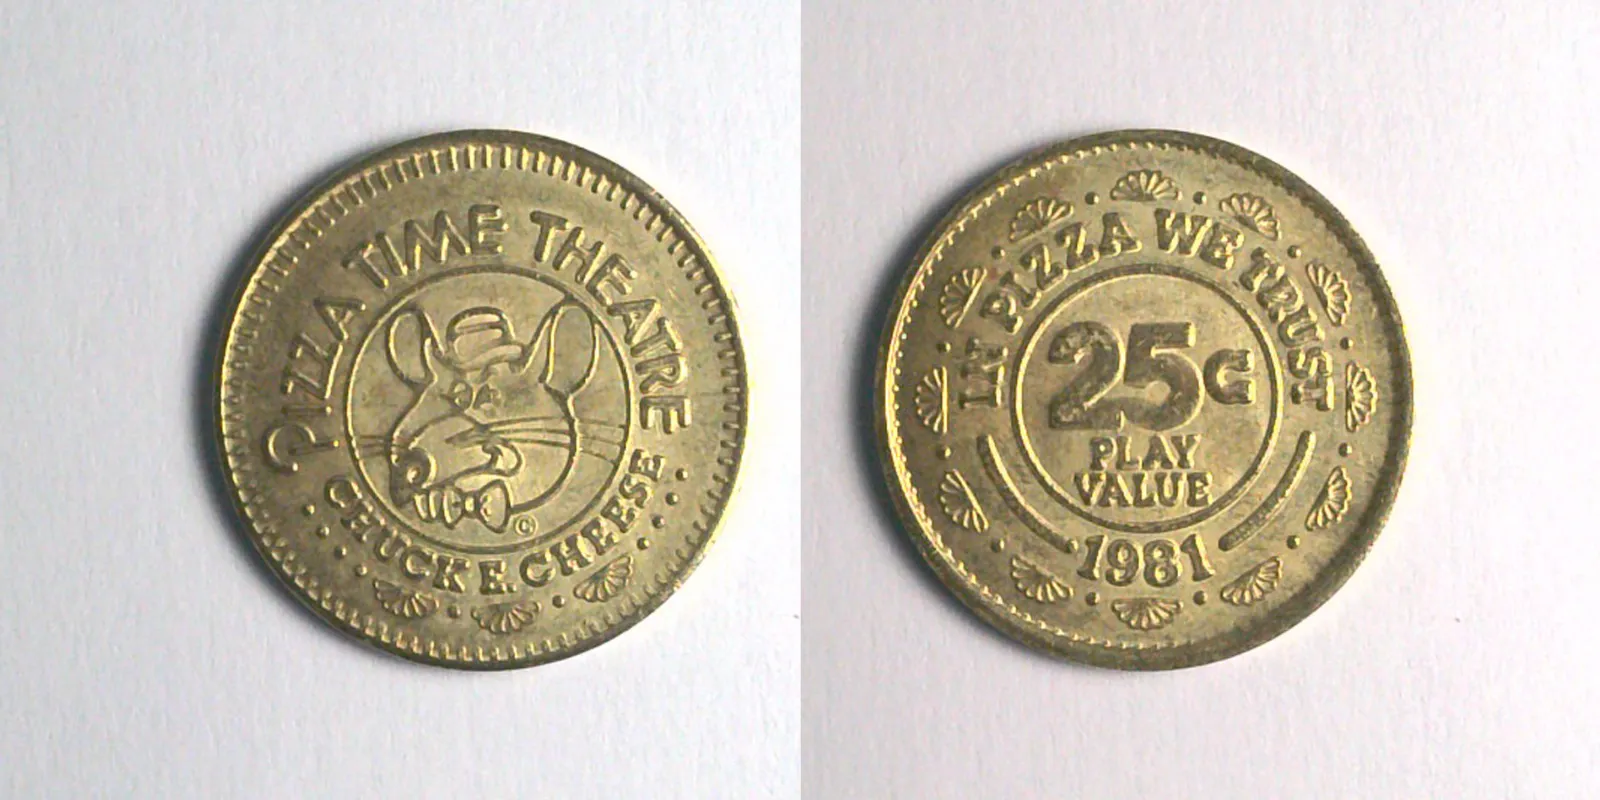 PIZZA TIME THEATRE
CHUCK E. CHEESE
©
IN PIZZA WE TRUST
25¢
PLAY
VALUE
1981